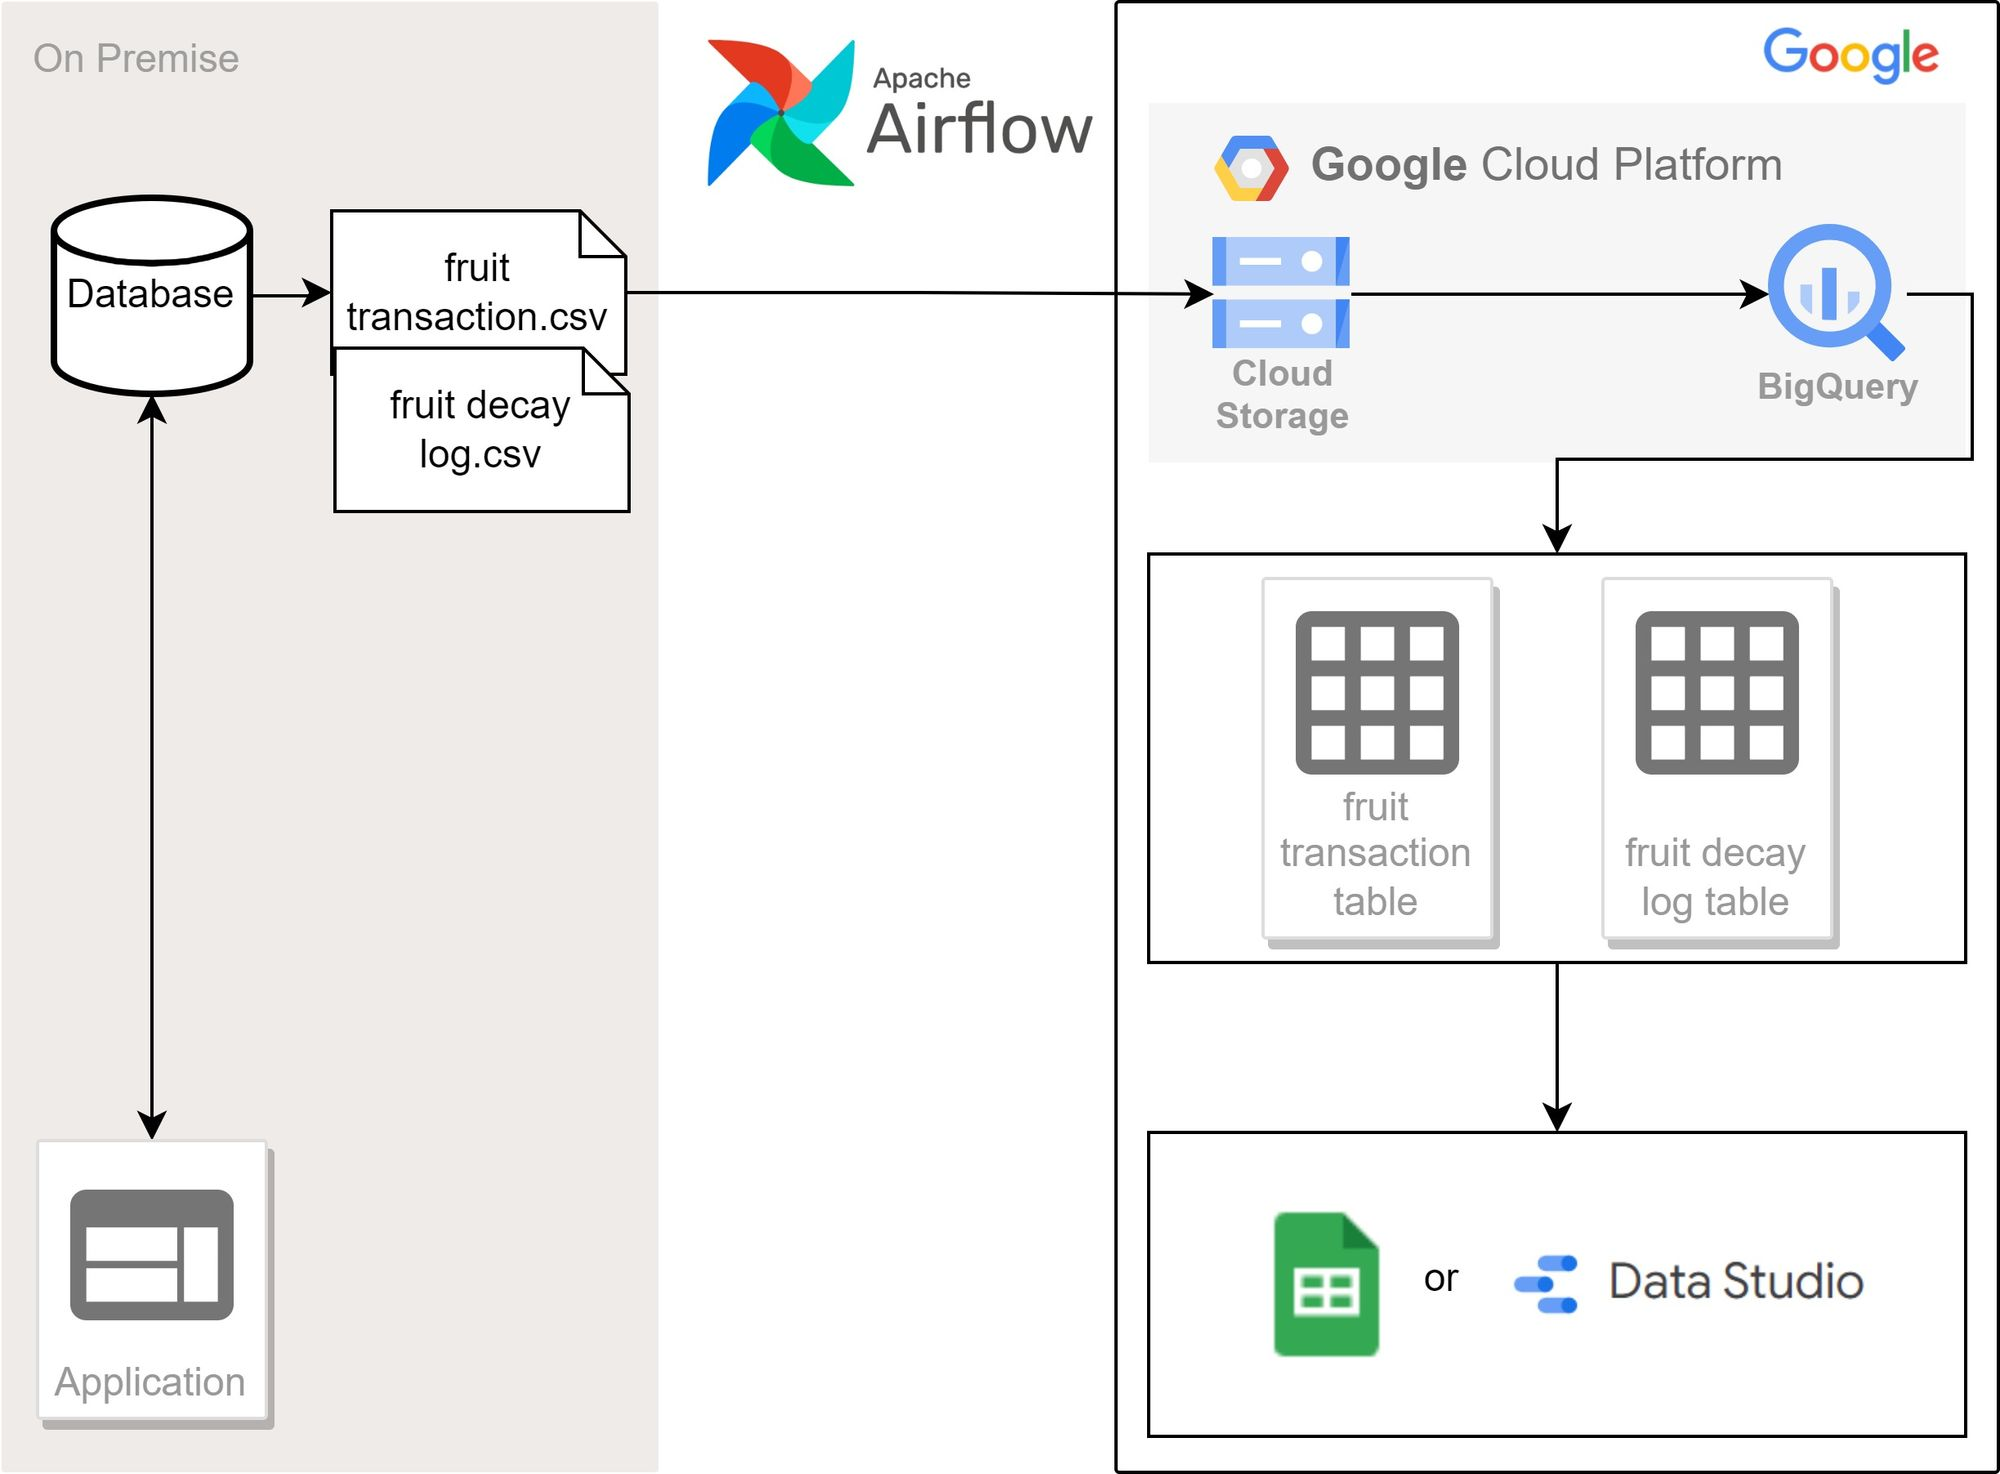 On Premise
Database
fruit
transaction.csv
fruit decay
log.csv
Application
Apache
Airflow
Google
Google Cloud Platform
Cloud
Storage
BigQuery
fruit
transaction
table
fruit decay
log table
or
Data Studio